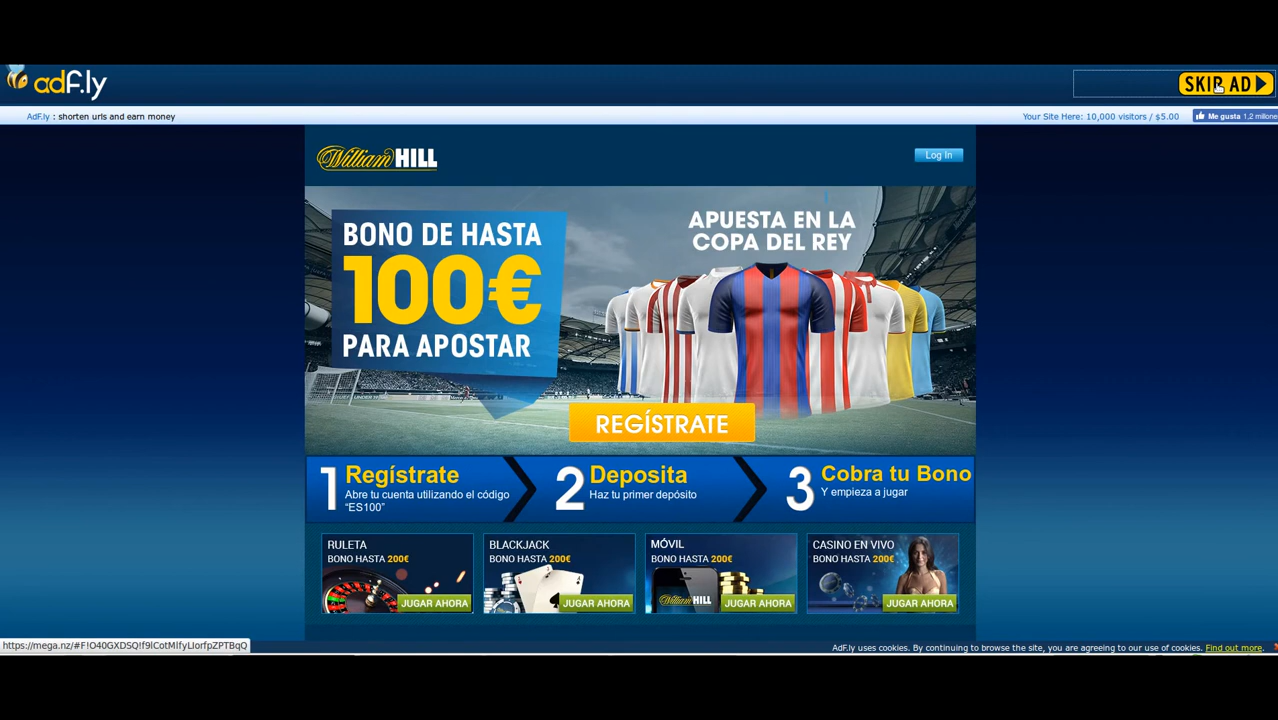 adf.ly
SKIP AD
AdF.ly : shorten urls and earn money
Your Site Here: 10,000 visitors / $5.00
Me gusta 1,2 millone
William HILL
Log In
BONO DE HASTA
100€
PARA APOSTAR
APUESTA EN LA
COPA DEL REY
REGÍSTRATE
1 Regístrate
Abre tu cuenta utilizando el código
“ES100”
2 Deposita
Haz tu primer depósito
3 Cobra tu Bono
Y empieza a jugar
RULETA
BONO HASTA 200€
JUGAR AHORA
BLACKJACK
BONO HASTA 200€
JUGAR AHORA
MÓVIL
BONO HASTA 200€
William HILL
JUGAR AHORA
CASINO EN VIVO
BONO HASTA 200€
JUGAR AHORA
https://mega.nz/#F!O40GXDSQ!f9lCotMlfyLIorfpZPTBqQ
AdF.ly uses cookies. By continuing to browse the site, you are agreeing to our use of cookies. Find out more.